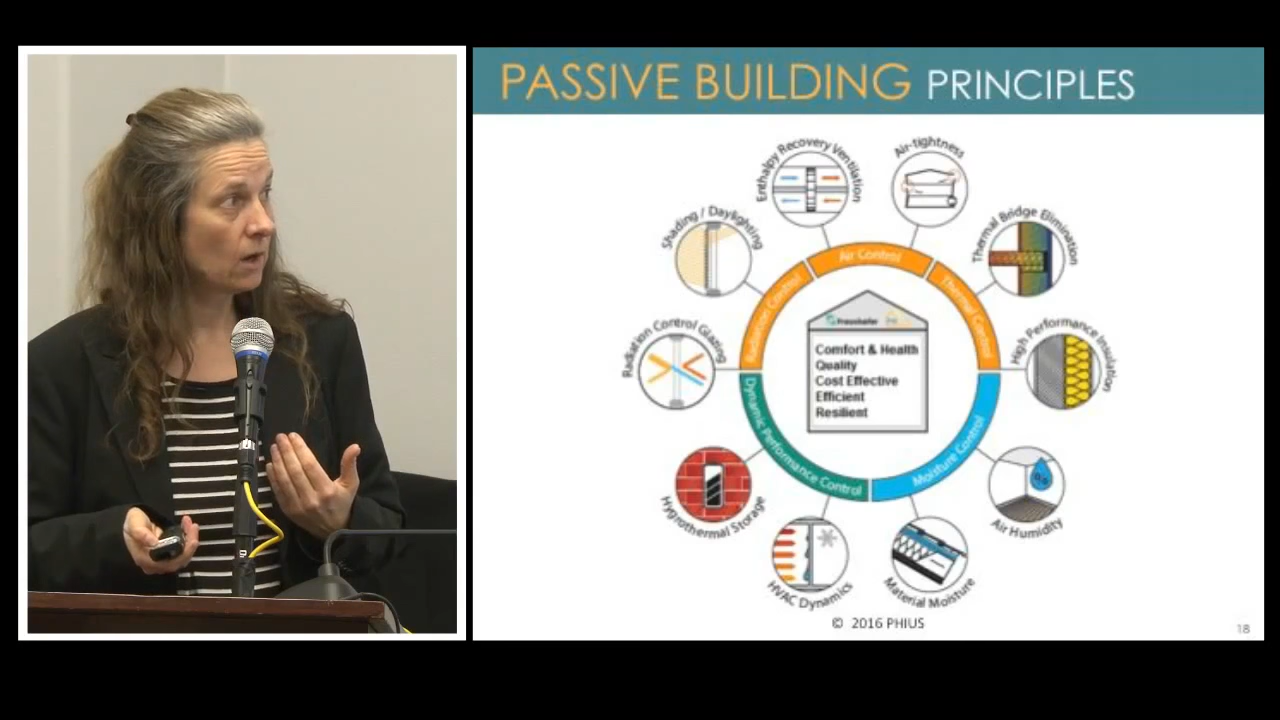 PASSIVE BUILDING PRINCIPLES
Enthalpy Recovery Ventilation
Air-tightness
Shading / Daylighting
Thermal Bridge Elimination
Air Control
Radiation Control
Thermal Control
Radiation Control Glazing
High Performance Insulation
Fraunhofer
Comfort & Health
Quality
Cost Effective
Efficient
Resilient
Dynamic Performance Control
Moisture Control
Hygrothermal Storage
Air Humidity
HVAC Dynamics
Material Moisture
© 2016 PHIUS
18